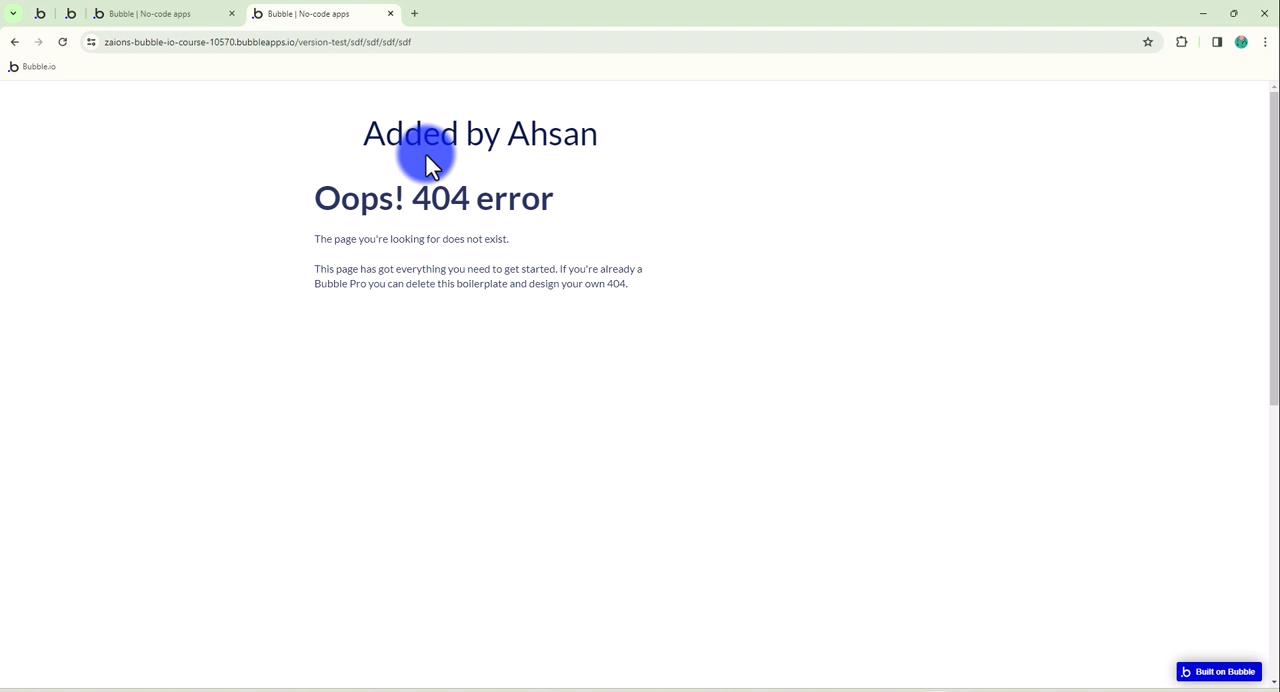 Bubble | No-code apps
Bubble | No-code apps
zaions-bubble-io-course-10570.bubbleapps.io/version-test/sdf/sdf/sdf/sdf
Bubble.io
Added by Ahsan
Oops! 404 error
The page you're looking for does not exist.
This page has got everything you need to get started. If you're already a
Bubble Pro you can delete this boilerplate and design your own 404.
Built on Bubble